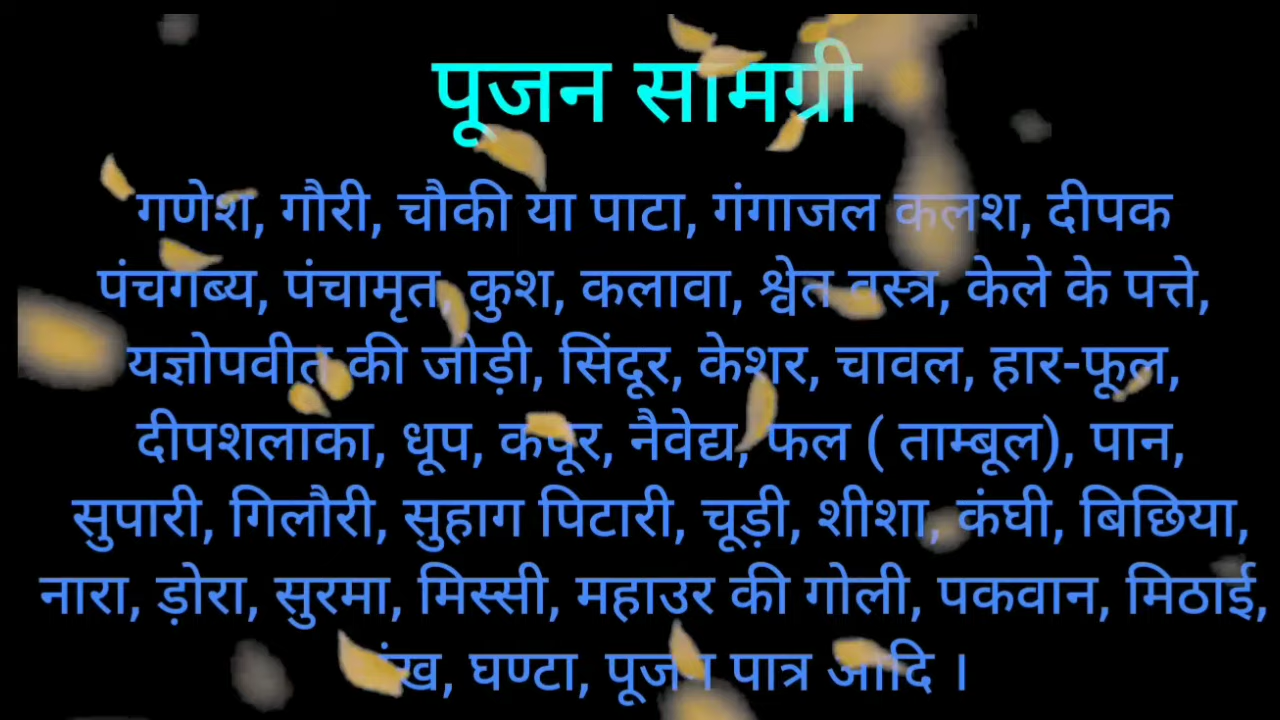 पूजन सामग्री
गणेश, गौरी, चौकी या पाटा, गंगाजल कलश, दीपक
पंचगब्य, पंचामृत, कुश, कलावा, श्वेत वस्त्र, केले के पत्ते,
यज्ञोपवीत की जोड़ी, सिंदूर, केशर, चावल, हार-फूल,
दीपशलाका, धूप, कपूर, नैवेद्य, फल ( ताम्बूल), पान,
सुपारी, गिलौरी, सुहाग पिटारी, चूड़ी, शीशा, कंघी, बिछिया,
नारा, ड़ोरा, सुरमा, मिस्सी, महाउर की गोली, पकवान, मिठाई,
घण्टा, पूजन पात्र आदि ।